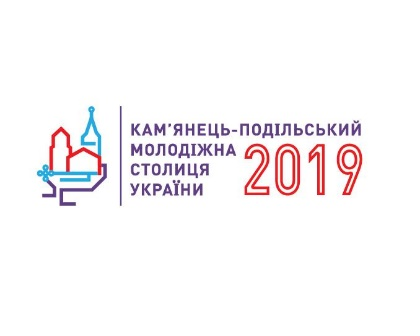 КАМ'ЯНЕЦЬ-ПОДІЛЬСЬКИЙ
МОЛОДІЖНА
СТОЛИЦЯ
УКРАЇНИ
2019